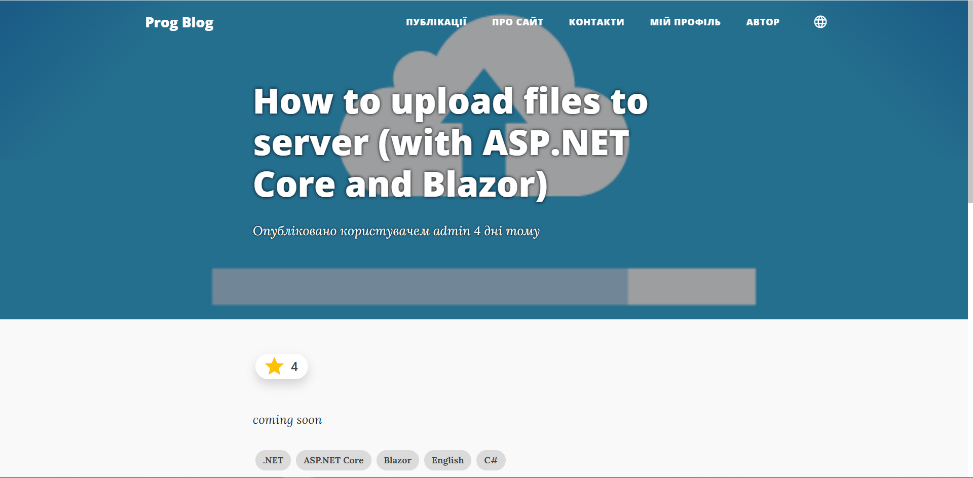 Prog Blog
ПУБЛІКАЦІЇ ПРО САЙТ КОНТАКТИ МІЙ ПРОФІЛЬ АВТОР
How to upload files to
server (with ASP.NET
Core and Blazor)
Опубліковано користувачем admin 4 дні тому
4
coming soon
.NET ASP.NET Core Blazor English C#